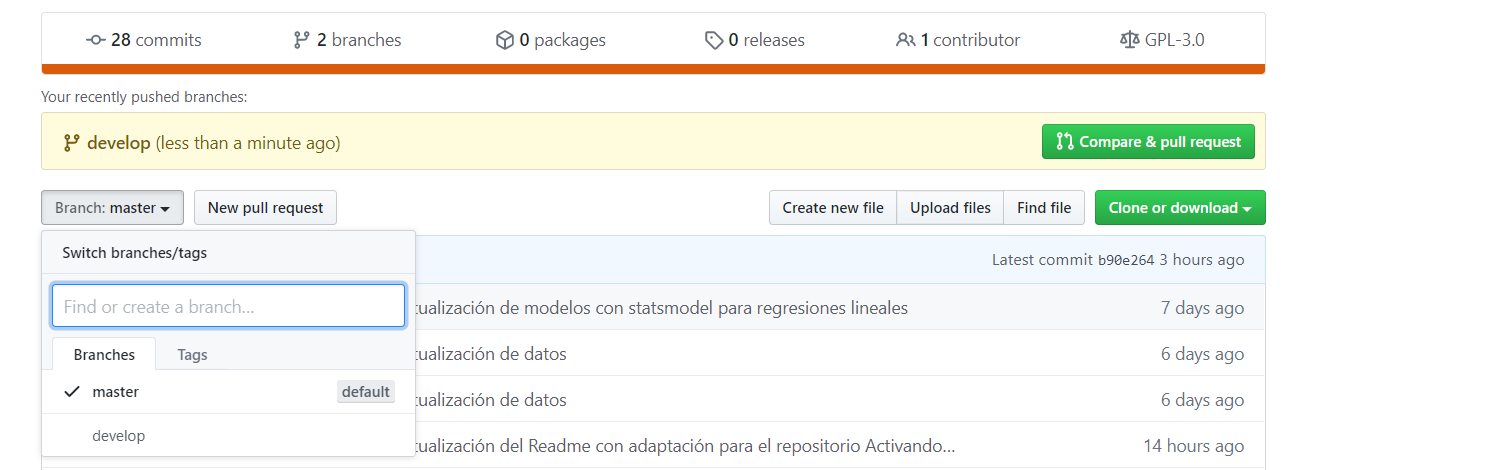 28 commits 2 branches 0 packages 0 releases 1 contributor GPL-3.0
Your recently pushed branches:
develop (less than a minute ago) Compare & pull request
Branch: master New pull request Create new file Upload files Find file Clone or download
Switch branches/tags
Latest commit b90e264 3 hours ago
Find or create a branch...
tualización de modelos con statsmodel para regresiones lineales 7 days ago
Branches Tags
tualización de datos 6 days ago
master default
tualización de datos 6 days ago
develop
tualización del Readme con adaptación para el repositorio Activando... 14 hours ago